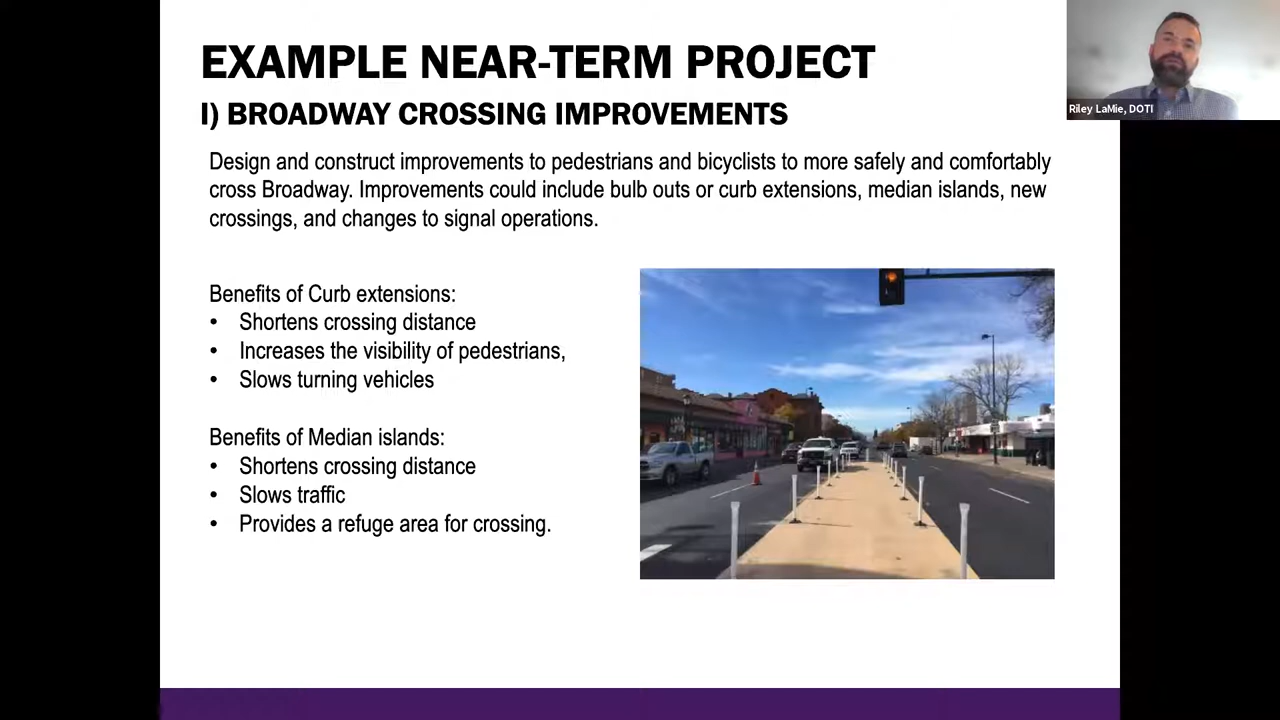 EXAMPLE NEAR-TERM PROJECT
I) BROADWAY CROSSING IMPROVEMENTS
Design and construct improvements to pedestrians and bicyclists to more safely and comfortably
cross Broadway. Improvements could include bulb outs or curb extensions, median islands, new
crossings, and changes to signal operations.
Benefits of Curb extensions:
• Shortens crossing distance
• Increases the visibility of pedestrians,
• Slows turning vehicles
Benefits of Median islands:
• Shortens crossing distance
• Slows traffic
• Provides a refuge area for crossing.
Riley LaMie, DOTI